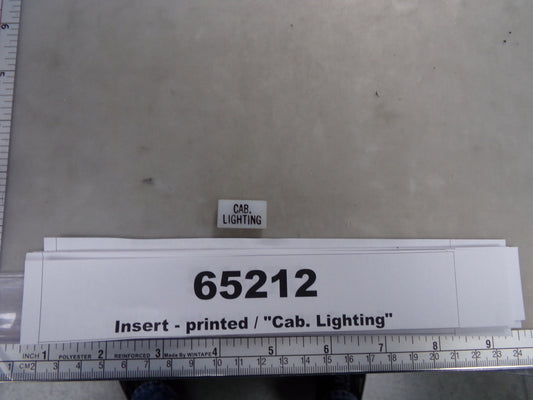 CAB.
LIGHTING
65212
Insert - printed / "Cab. Lighting"
INCH 1 POLYESTER 2 REINFORCED 3 Made By WINTAPE 4 5 6 7 8 9
CM 2 3 4 5 6 7 8 9 10 11 12 13 14 15 16 17 18 19 20 21 22 23 24